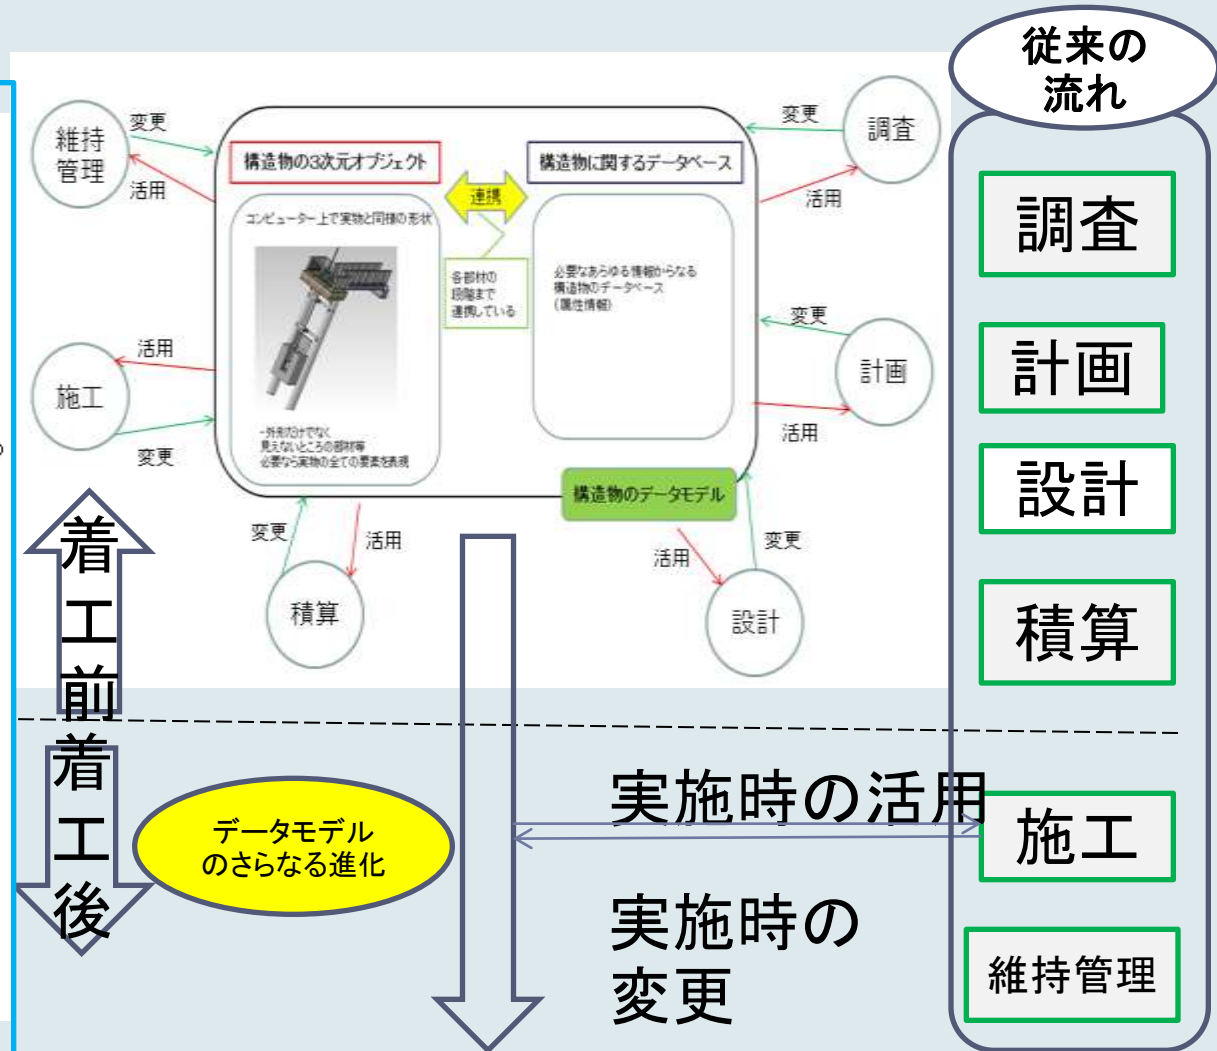 従来の
流れ
維持
管理
変更
活用
構造物の3次元オブジェクト
連携
構造物に関するデータベース
変更
調査
活用
コンピューター上で実物と同様の形状
各部材の
段階まで
連携している
必要なあらゆる情報からなる
構造物のデータベース
(属性情報)
調査
変更
計画
活用
計画
活用
施工
変更
-外形だけでなく
見えないところの部材等
必要なら実物の全ての要素を表現
構造物のデータモデル
設計
変更
活用
積算
活用
変更
設計
積算
着工前
着工後
データモデル
のさらなる進化
実施時の活用
施工
実施時の
変更
維持管理